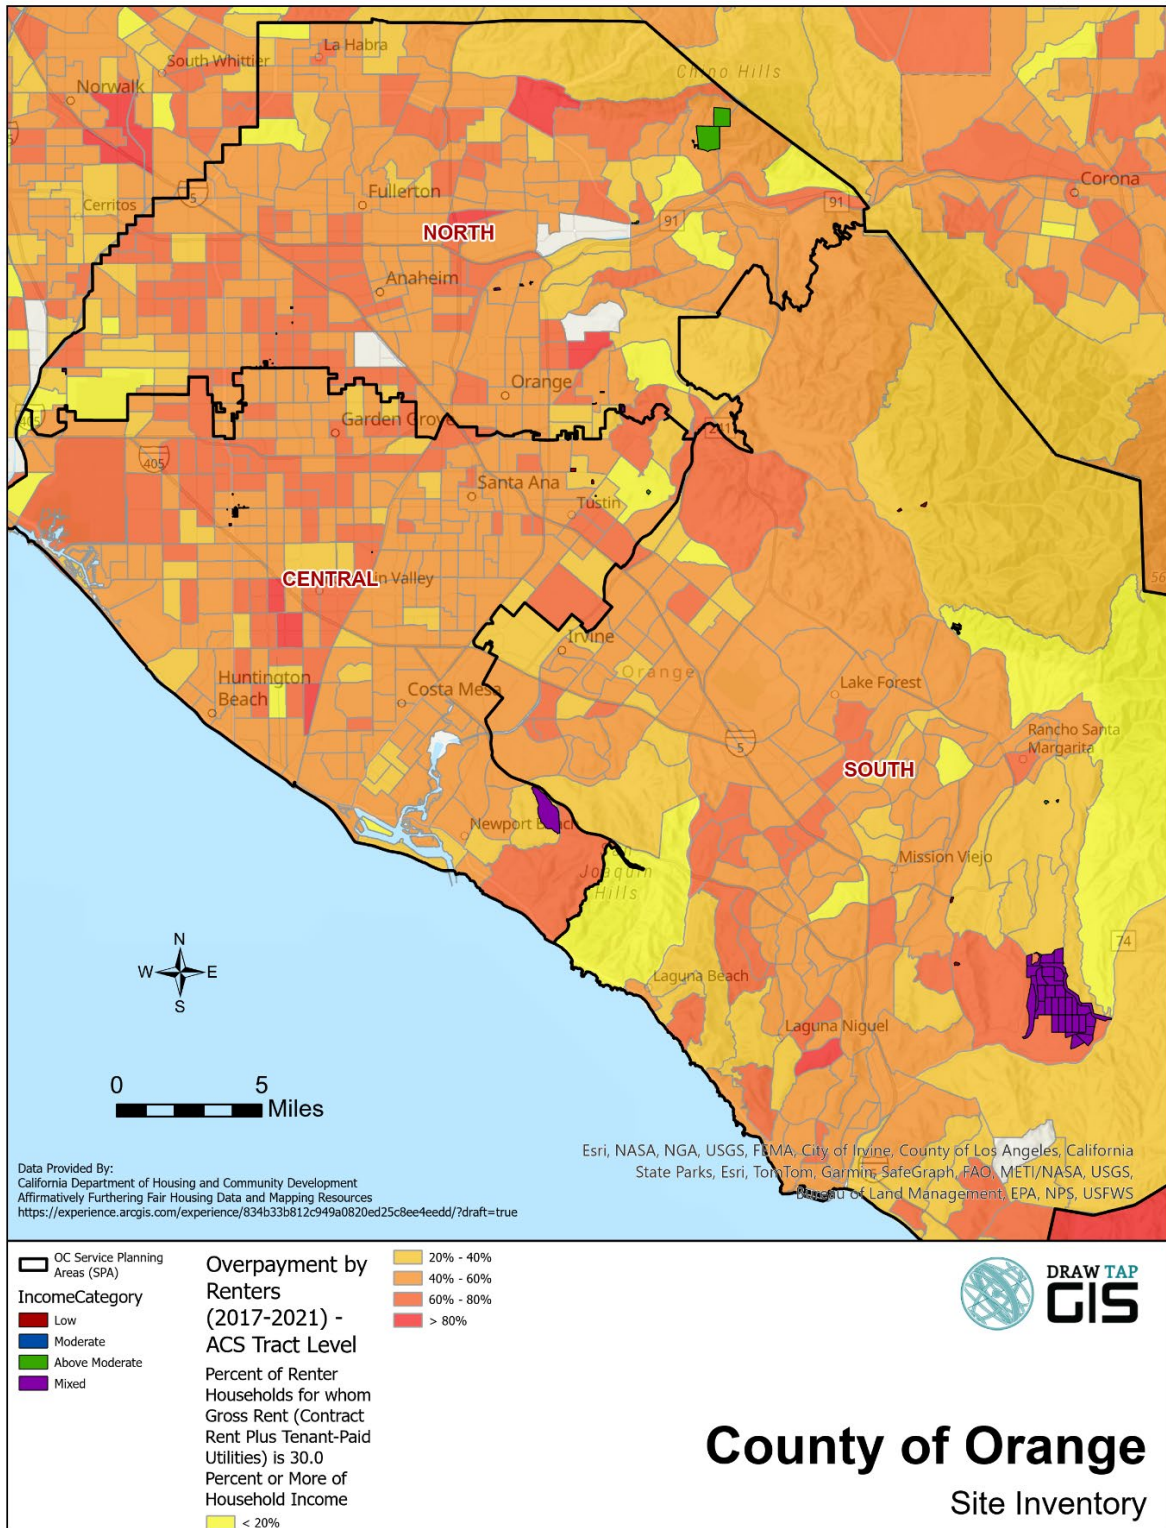 La Habra
South Whittier
Norwalk
Chino Hills
Corona
Cerritos
5
Fullerton
91
91
NORTH
Anaheim
Orange
405
Garden Grove
241
405
Santa Ana
Tustin
CENTRAL
in Valley
Irvine
Orange
Huntington
Beach
Costa Mesa
Lake Forest
Rancho Santa
Margarita
5
SOUTH
Newport Beach
Mission Viejo
Joaquin
Hills
74
N
W E
S
Laguna Beach
Laguna Niguel
0 5
Miles
Esri, NASA, NGA, USGS, FEMA, City of Irvine, County of Los Angeles, California
State Parks, Esri, TomTom, Garmin, SafeGraph, FAO, METI/NASA, USGS,
Bureau of Land Management, EPA, NPS, USFWS
Data Provided By:
California Department of Housing and Community Development
Affirmatively Furthering Fair Housing Data and Mapping Resources
https://experience.arcgis.com/experience/834b33b812c949a0820ed25c8ee4eedd/?draft=true
OC Service Planning
Areas (SPA)
IncomeCategory
Low
Moderate
Above Moderate
Mixed
Overpayment by
Renters
(2017-2021) -
ACS Tract Level
Percent of Renter
Households for whom
Gross Rent (Contract
Rent Plus Tenant-Paid
Utilities) is 30.0
Percent or More of
Household Income
< 20%
20% - 40%
40% - 60%
60% - 80%
> 80%
DRAW TAP
GIS
County of Orange
Site Inventory